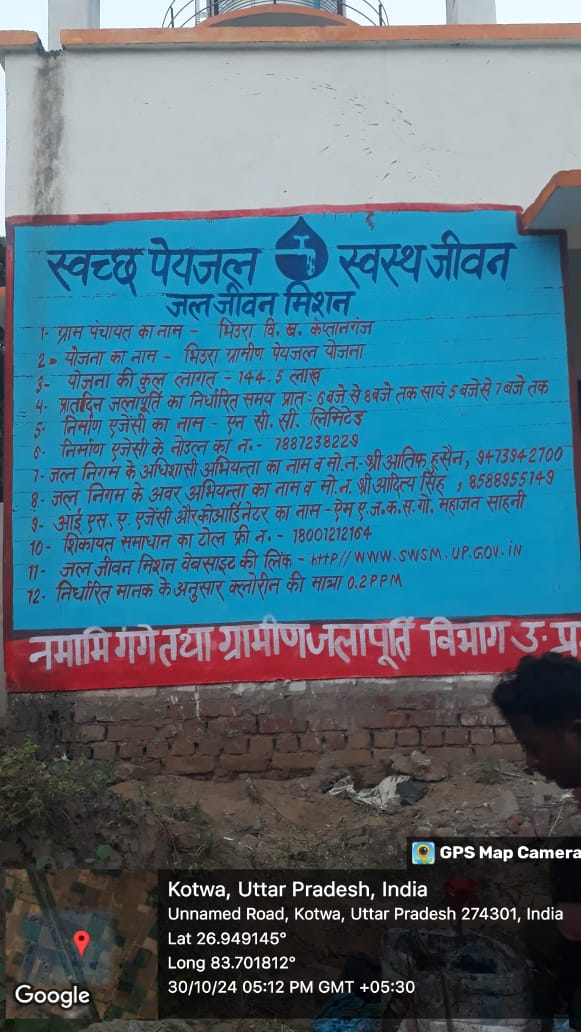 स्वच्छ पेयजल स्वस्थ जीवन
जल जीवन मिशन
1- ग्राम पंचायत का नाम - भिउरा वि. ख. कप्तानगंज
2- योजना का नाम - भिउरा ग्रामीण पेयजल योजना
3- योजना की कुल लागत - 144.5 लाख
4. प्रतिदिन जलापूर्ति का निर्धारित समय प्रातः 6 बजे से 8 बजे तक सायं 5 बजे से 7 बजे तक
5- निर्माण एजेंसी का नाम - एन सी. सी. लिमिटेड
6- निर्माण एजेन्सी के नोडल का नं.- 7887238229
7- जल निगम के अधिशासी अभियन्ता का नाम व मो.न.- श्री आतिफ हुसैन, 9473942700
8- जल निगम के अवर अभियन्ता का नाम व मो.न. श्री आदित्य सिंह , 8588955149
9- आई एस. ए. एजेंसी और कोआर्डिनेटर का नाम - ऐम.ए.ज.क.स.गो. महाजन साहनी
10- शिकायत समाधान का टोल फ्री न. - 18001212164
11- जल जीवन मिशन वेबसाइट की लिंक - HTTP//WWW.SWSM.UP.GOV.IN
12. निर्धारित मानक के अनुसार क्लोरीन की मात्रा 0.2 PPM
नमामि गंगे तथा ग्रामीण जलापूर्ति विभाग उ. प्र
GPS Map Camera
Kotwa, Uttar Pradesh, India
Unnamed Road, Kotwa, Uttar Pradesh 274301, India
Lat 26.949145°
Long 83.701812°
30/10/24 05:12 PM GMT +05:30
Google